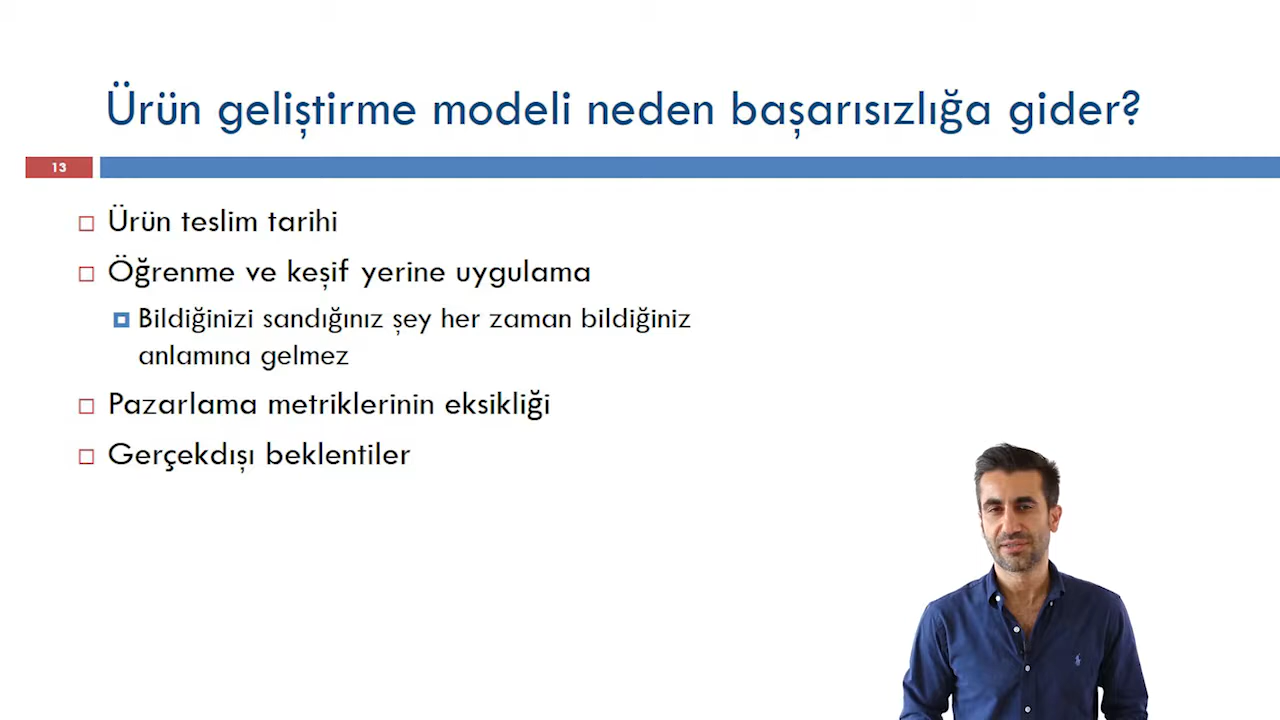 Ürün geliştirme modeli neden başarısızlığa gider?
13
Ürün teslim tarihi
Öğrenme ve keşif yerine uygulama
Bildiğinizi sandığınız şey her zaman bildiğiniz
anlamına gelmez
Pazarlama metriklerinin eksikliği
Gerçekdışı beklentiler